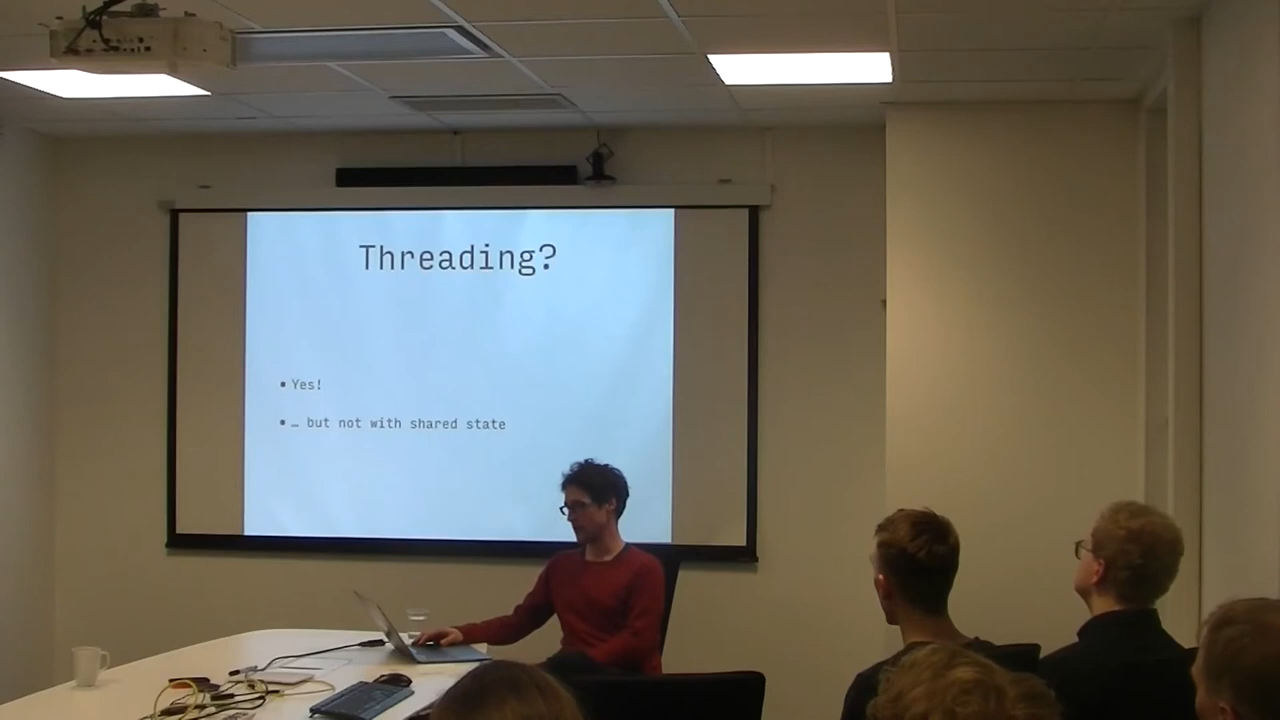 Threading?
• Yes!
• … but not with shared state